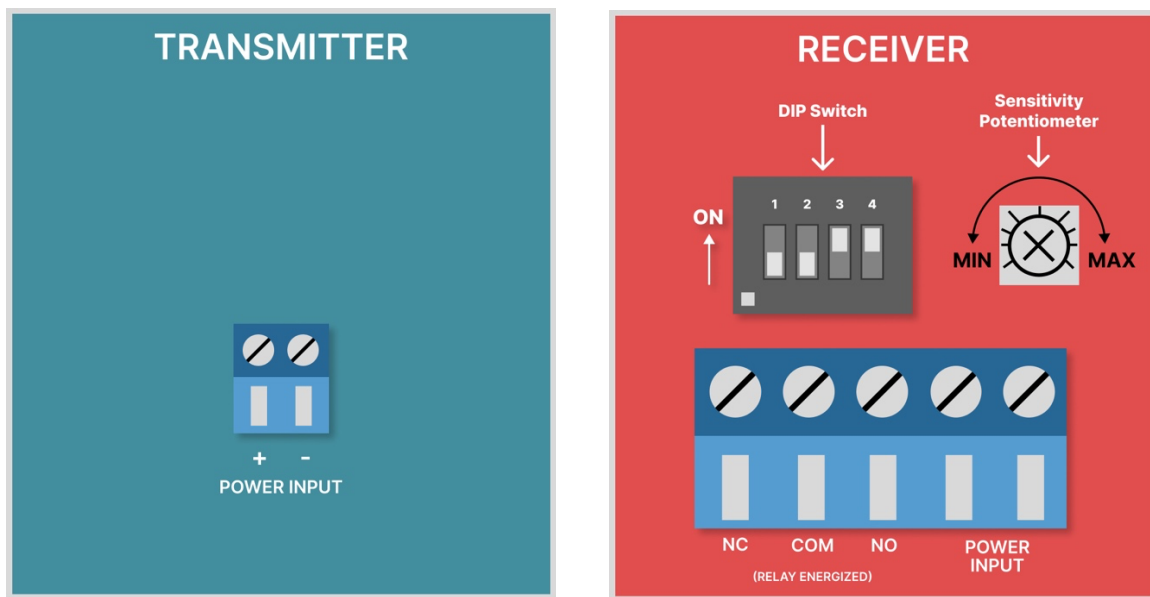 TRANSMITTER
+ -
POWER INPUT
RECEIVER
DIP Switch
Sensitivity
Potentiometer
1 2 3 4
ON
MIN
MAX
NC COM NO POWER
INPUT
(RELAY ENERGIZED)